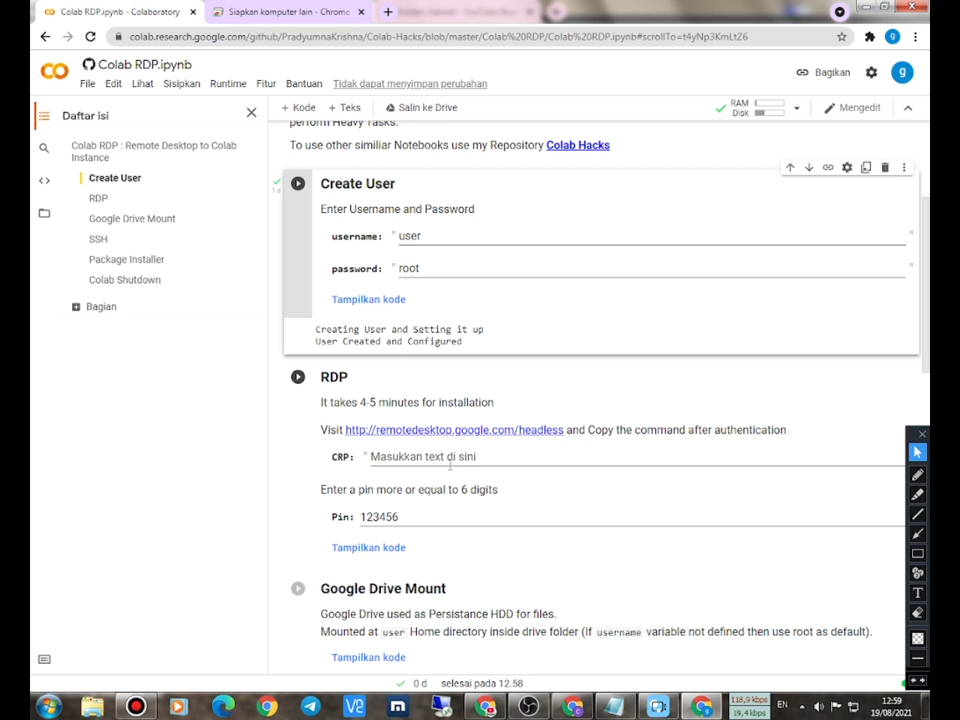 Colab RDP.ipynb - Colaboratory
Siapkan komputer lain - Chrome
colab.research.google.com/github/PradyumnaKrishna/Colab-Hacks/blob/master/Colab%20RDP/Colab%20RDP.ipynb#scrollTo=t4yNp3KmLtZ6
g
Colab RDP.ipynb
Bagikan
g
File Edit Lihat Sisipkan Runtime Fitur Bantuan Tidak dapat menyimpan perubahan
Daftar isi
+ Kode + Teks Salin ke Drive
RAM
Disk
Mengedit
perform Heavy Tasks.
To use other similiar Notebooks use my Repository Colab Hacks
Colab RDP : Remote Desktop to Colab
Instance
Create User
RDP
Google Drive Mount
SSH
Package Installer
Colab Shutdown
Bagian
1 d
Create User
Enter Username and Password
username: " user "
password: " root "
Tampilkan kode
Creating User and Setting it up
User Created and Configured
RDP
It takes 4-5 minutes for installation
Visit http://remotedesktop.google.com/headless and Copy the command after authentication
CRP: " Masukkan text di sini
Enter a pin more or equal to 6 digits
Pin: 123456
Tampilkan kode
Google Drive Mount
Google Drive used as Persistance HDD for files.
Mounted at user Home directory inside drive folder (If username variable not defined then use root as default).
Tampilkan kode
0 d selesai pada 12.58
118,9 kbps
19,4 kbps
EN
12:59
19/08/2021